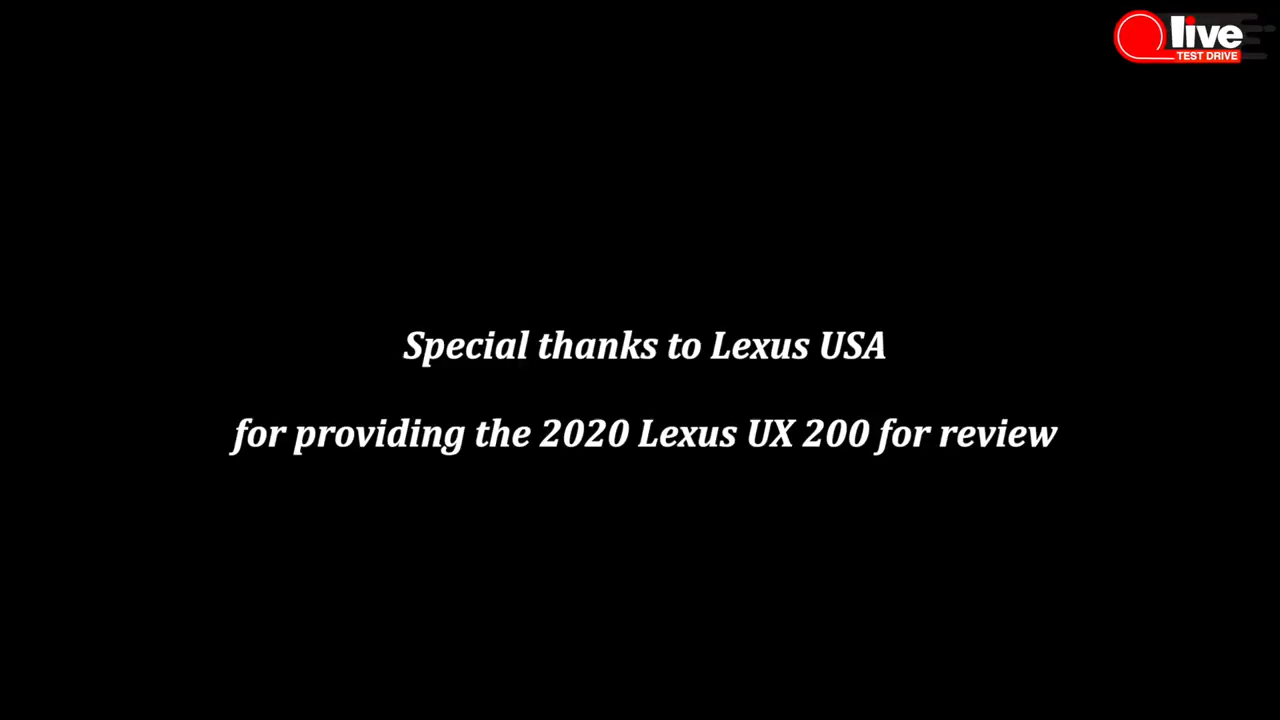 live
TEST DRIVE
Special thanks to Lexus USA
for providing the 2020 Lexus UX 200 for review